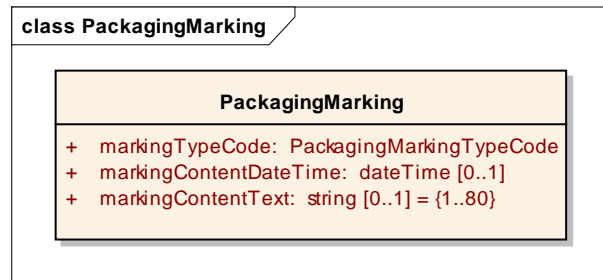 class PackagingMarking
PackagingMarking
+ markingTypeCode: PackagingMarkingTypeCode
+ markingContentDateTime: dateTime [0..1]
+ markingContentText: string [0..1] = {1..80}